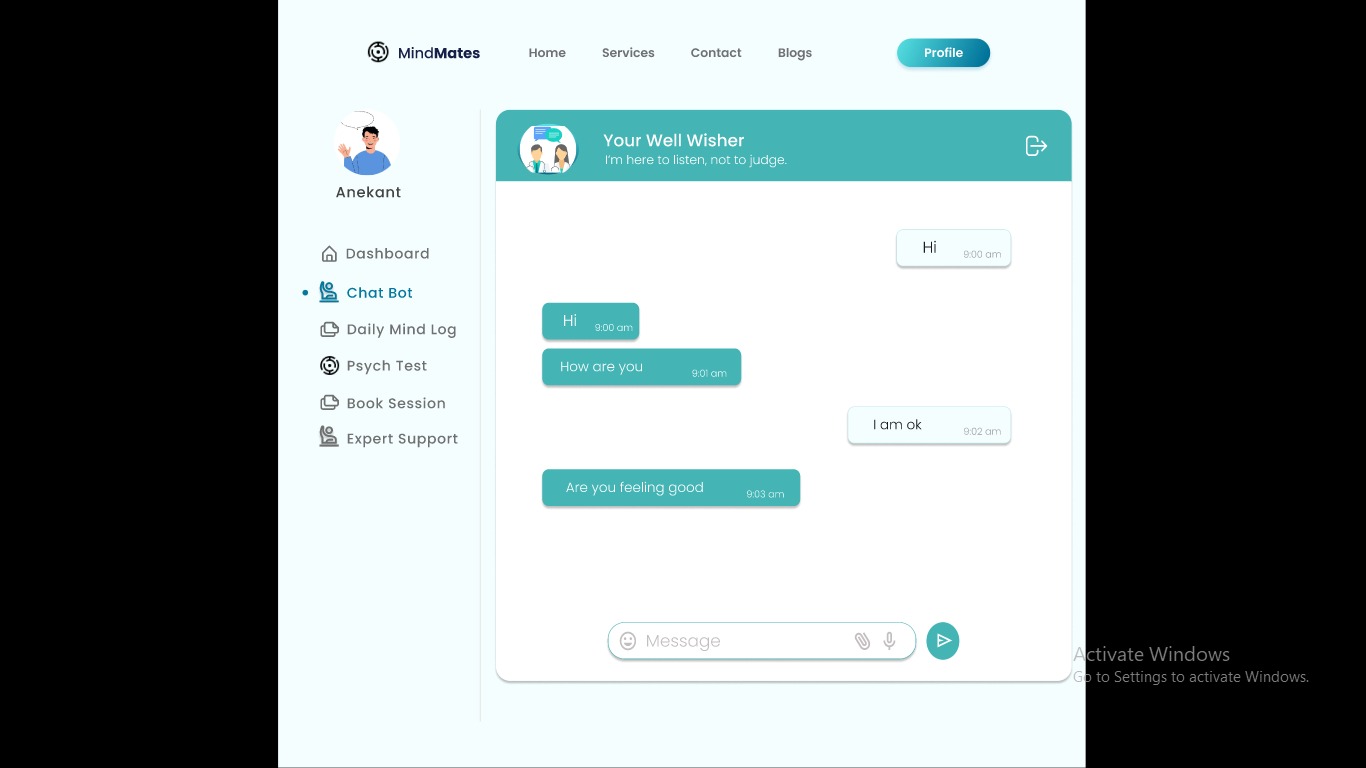 MindMates
Home Services Contact Blogs
Profile
Anekant
Dashboard
Chat Bot
Daily Mind Log
Psych Test
Book Session
Expert Support
Your Well Wisher
I'm here to listen, not to judge.
Hi 9:00 am
Hi 9:00 am
How are you 9:01 am
I am ok 9:02 am
Are you feeling good 9:03 am
Message
Activate Windows
Go to Settings to activate Windows.